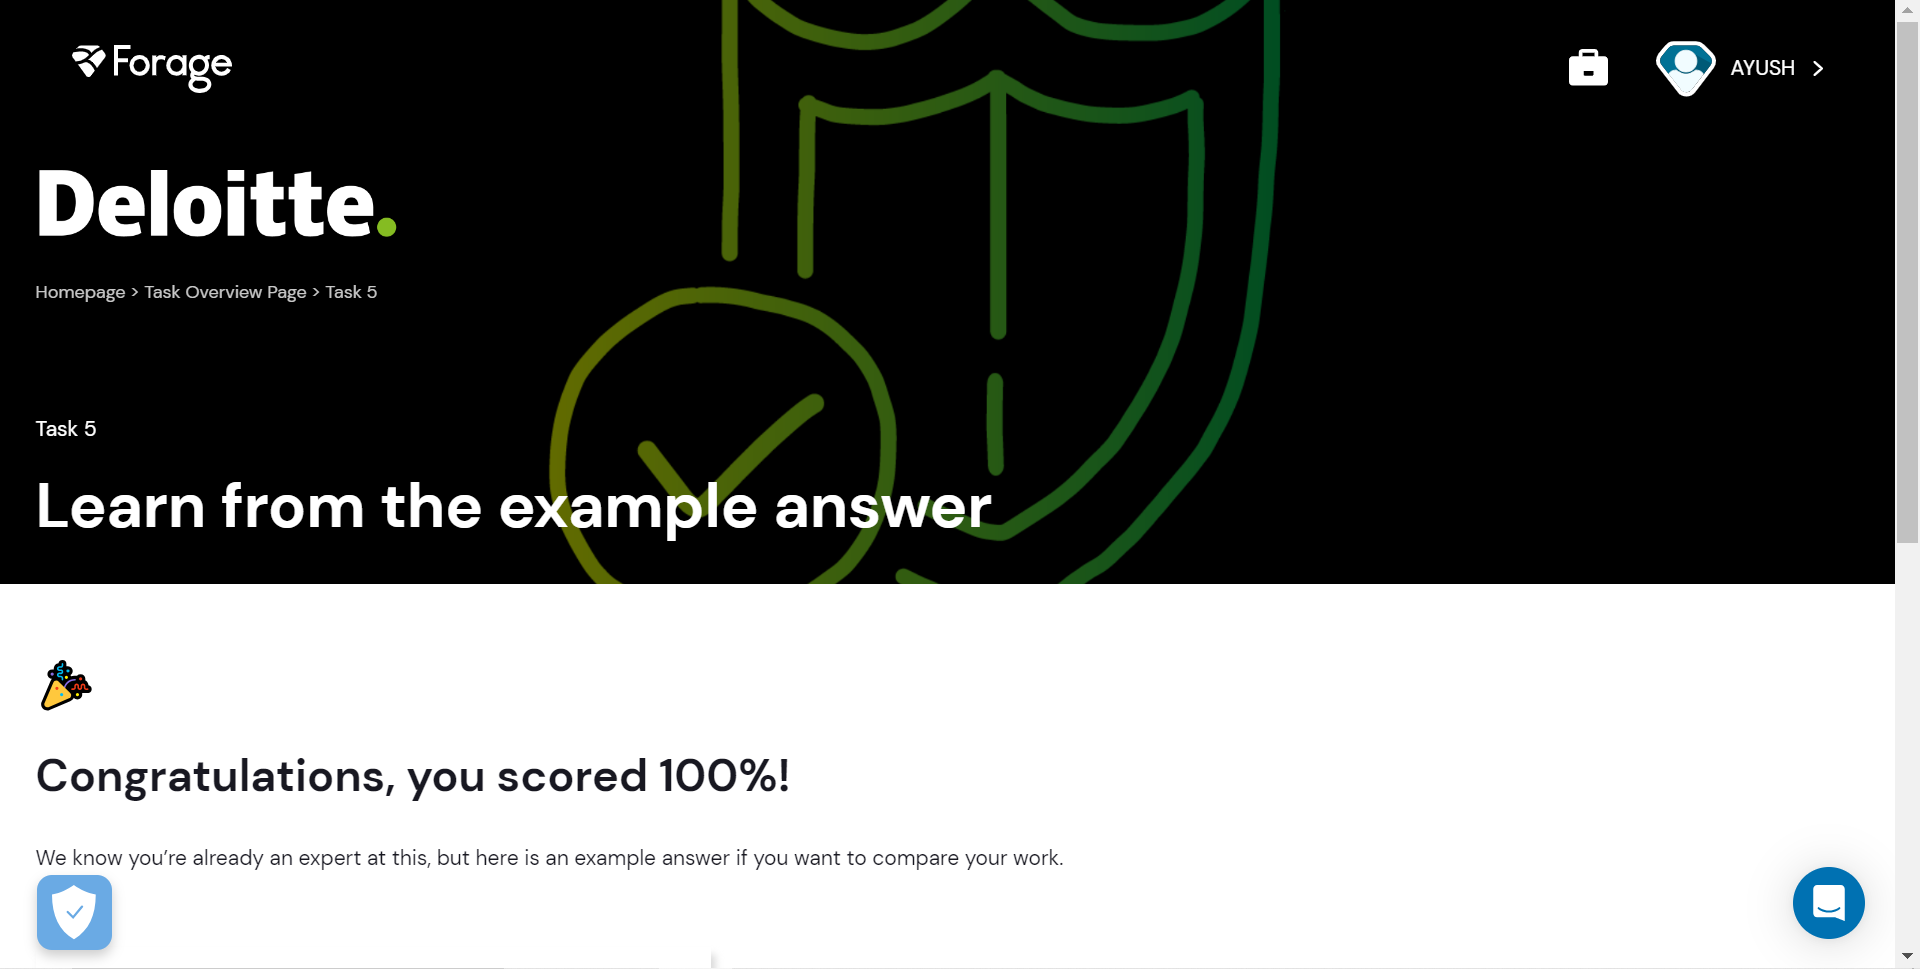 Forage
AYUSH
Deloitte.
Homepage > Task Overview Page > Task 5
Task 5
Learn from the example answer
Congratulations, you scored 100%!
We know you’re already an expert at this, but here is an example answer if you want to compare your work.